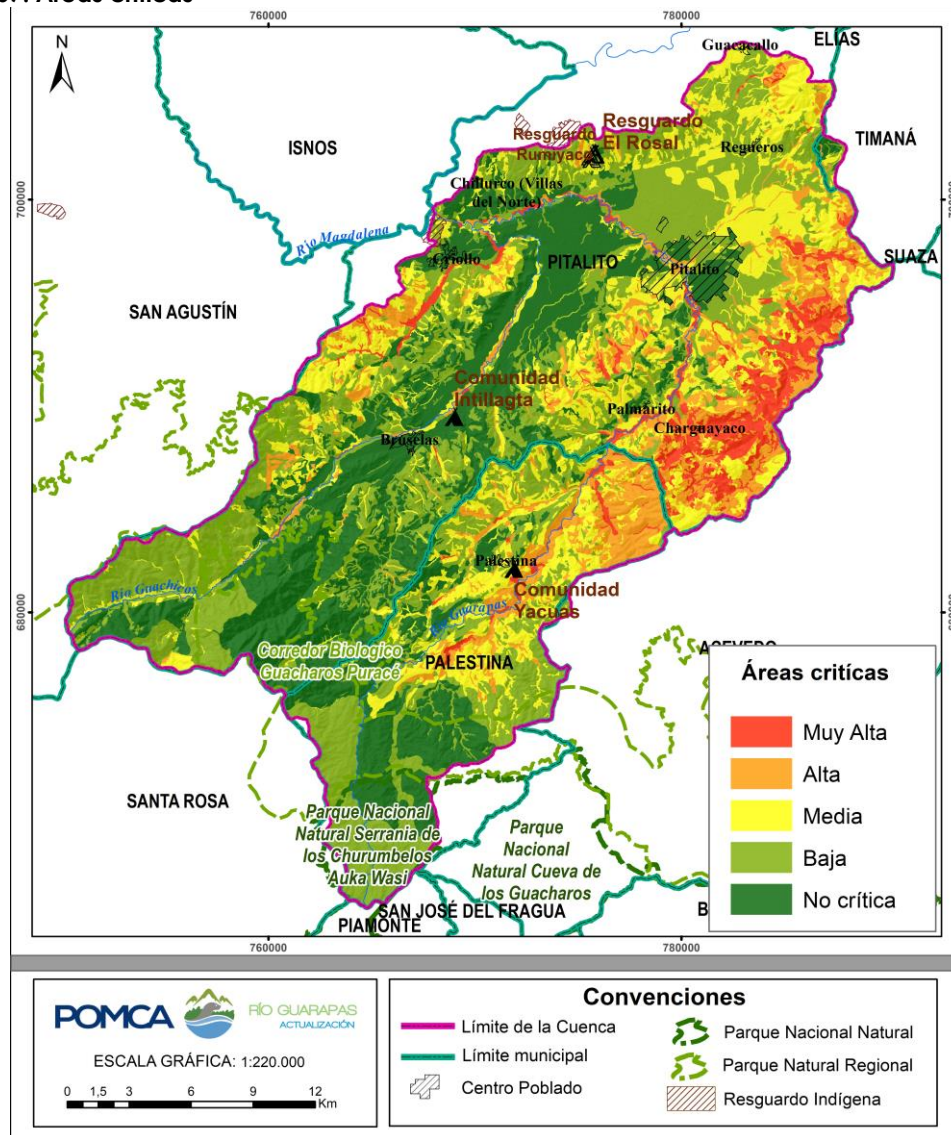 760000
780000
N
Guacacallo
ELÍAS
ISNOS
Resguardo
El Rosal
Resguardo
Rumiyaco
Regueros
TIMANÁ
700000
Chillurco (Villas
del Norte)
Río Magdalena
SUAZA
Criollo
PITALITO
Pitalito
SAN AGUSTÍN
Comunidad
Intillagta
Palmarito
Charguayaco
Bruselas
Palestina
Río Guachicos
Comunidad
Yacuas
680000
Río Guarapas
Corredor Biologico
Guacharos Puracé
PALESTINA
Áreas criticas
Muy Alta
Alta
Media
Baja
No crítica
SANTA ROSA
Parque Nacional
Natural Serrania de
los Churumbelos
Auka Wasi
Parque
Nacional
Natural Cueva de
los Guacharos
SAN JOSÉ DEL FRAGUA
PIAMONTE
760000
780000
POMCA
RÍO GUARAPAS
ACTUALIZACIÓN
ESCALA GRÁFICA: 1:220.000
0 1,5 3 6 9 12
Km
Convenciones
Límite de la Cuenca
Límite municipal
Centro Poblado
Parque Nacional Natural
Parque Natural Regional
Resguardo Indígena